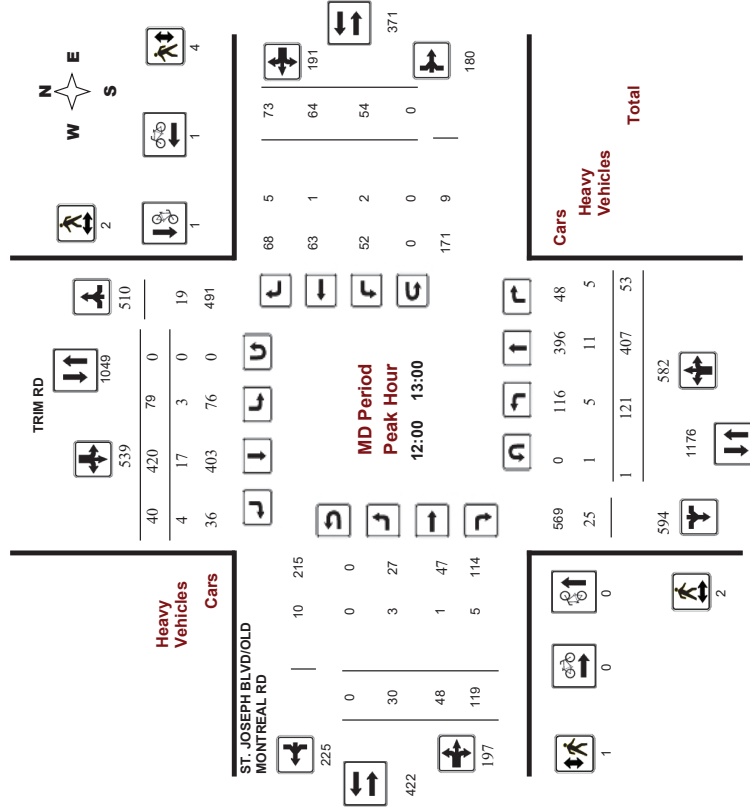 N
W E
S
4
1
2
1
TRIM RD
1049
539
510
40 420 79 0
4 17 3 0 19
36 403 76 0 491
Heavy
Vehicles
Cars
371
191
180
68 5 73
63 1 64
52 2 54
0 0 0
171 9
MD Period
Peak Hour
12:00 13:00
ST. JOSEPH BLVD/OLD
MONTREAL RD
225
422
197
10 215
0 0 0
30 3 27
48 1 47
119 5 114
Cars
Heavy
Vehicles
Total
569 0 116 396 48
25 1 5 11 5
1 121 407 53
594
1176
582
0
0
1
2